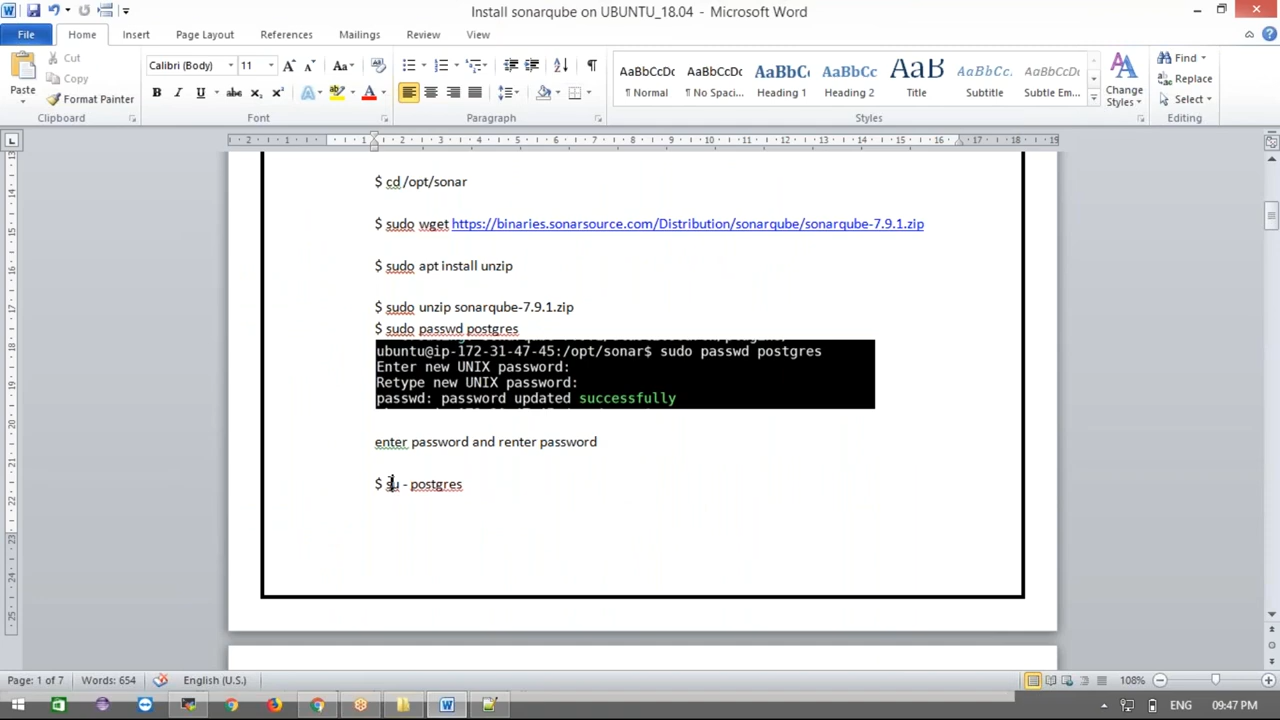 Install sonarqube on UBUNTU_18.04 - Microsoft Word
File Home Insert Page Layout References Mailings Review View
Paste
Cut
Copy
Format Painter
Clipboard
Calibri (Body) 11
Font
Paragraph
AaBbCcDc AaBbCcDc AaBbC AaBbCc AaB AaBbCc. AaBbCcDc
¶ Normal ¶ No Spaci... Heading 1 Heading 2 Title Subtitle Subtle Em...
Styles
Change Styles
Find
Replace
Select
Editing
$ cd /opt/sonar
$ sudo wget https://binaries.sonarsource.com/Distribution/sonarqube/sonarqube-7.9.1.zip
$ sudo apt install unzip
$ sudo unzip sonarqube-7.9.1.zip
$ sudo passwd postgres
ubuntu@ip-172-31-47-45:/opt/sonar$ sudo passwd postgres
Enter new UNIX password:
Retype new UNIX password:
passwd: password updated successfully
enter password and renter password
$ su - postgres
Page: 1 of 7 Words: 654 English (U.S.) 108%
ENG 09:47 PM